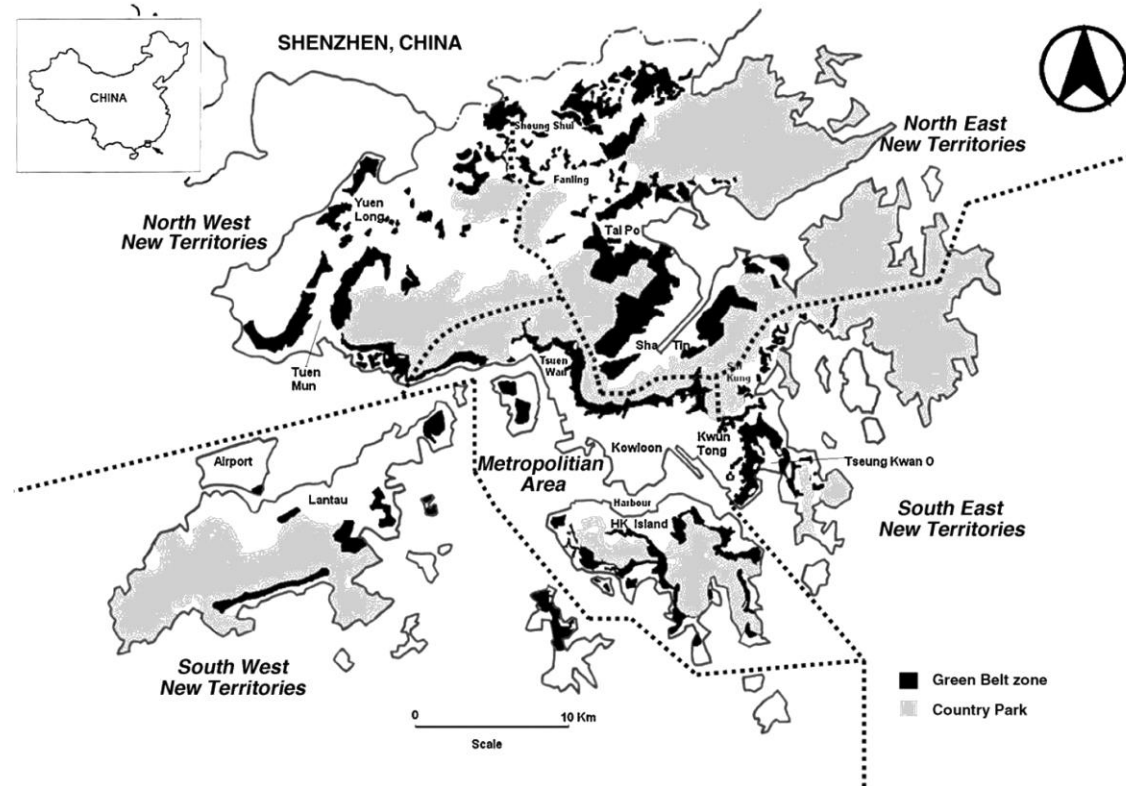 CHINA
SHENZHEN, CHINA
North East
New Territories
Sheung Shui
Fanling
Yuen
Long
North West
New Territories
Tai Po
Sha Tin
Tuen
Mun
Tsuen
Wan
Sai
Kung
Kwun
Tong
Kowloon
Metropolitian
Area
Tseung Kwan O
Airport
Lantau
Harbour
HK Island
South East
New Territories
South West
New Territories
Green Belt zone
Country Park
0 10 Km
Scale